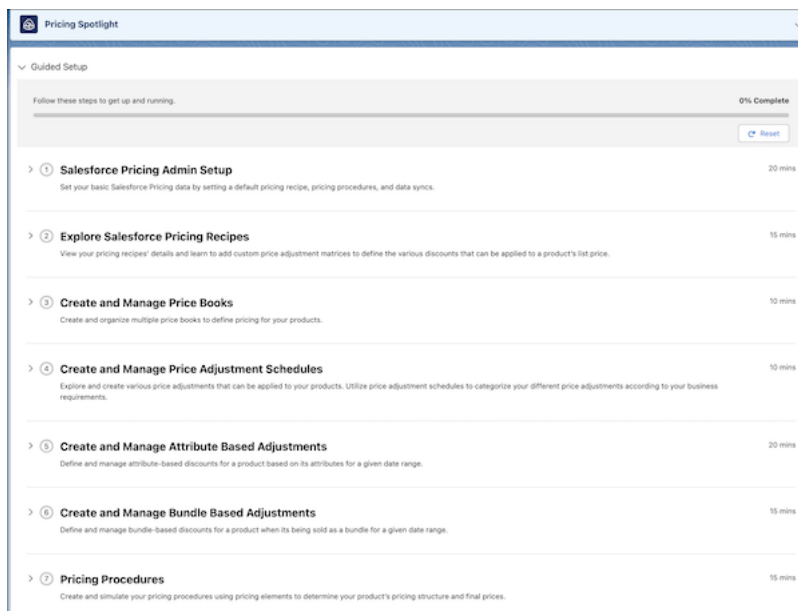 Pricing Spotlight
Guided Setup
Follow these steps to get up and running.
0% Complete
Reset
1 Salesforce Pricing Admin Setup 20 mins
Set your basic Salesforce Pricing data by setting a default pricing recipe, pricing procedures, and data syncs.
2 Explore Salesforce Pricing Recipes 15 mins
View your pricing recipes' details and learn to add custom price adjustment matrices to define the various discounts that can be applied to a product's list price.
3 Create and Manage Price Books 10 mins
Create and organize multiple price books to define pricing for your products.
4 Create and Manage Price Adjustment Schedules 10 mins
Explore and create various price adjustments that can be applied to your products. Utilize price adjustment schedules to categorize your different price adjustments according to your business
requirements.
5 Create and Manage Attribute Based Adjustments 20 mins
Define and manage attribute-based discounts for a product based on its attributes for a given date range.
6 Create and Manage Bundle Based Adjustments 15 mins
Define and manage bundle-based discounts for a product when its being sold as a bundle for a given date range.
7 Pricing Procedures 15 mins
Create and simulate your pricing procedures using pricing elements to determine your product's pricing structure and final prices.